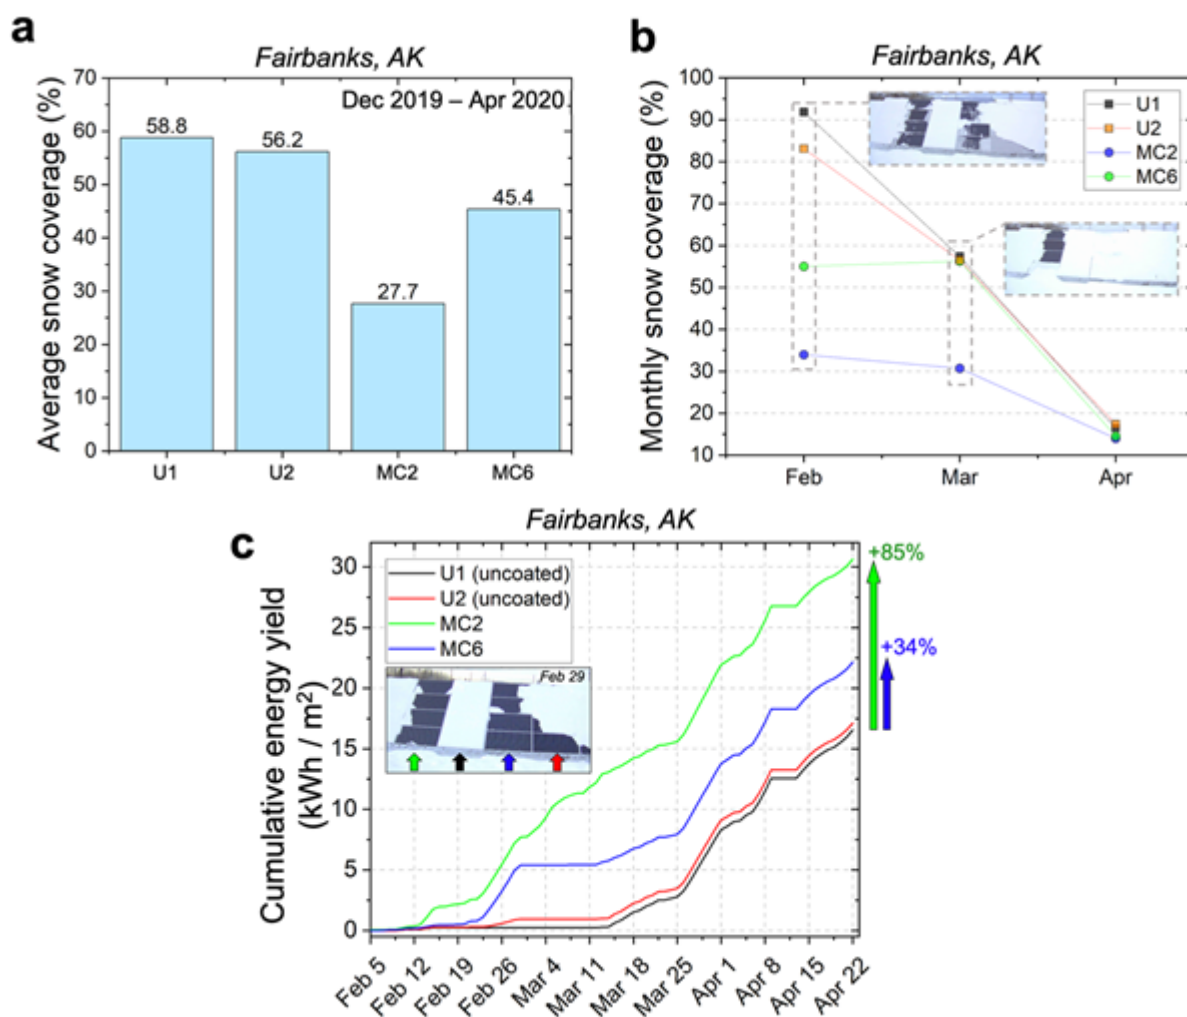 a
Fairbanks, AK
Dec 2019 – Apr 2020
Average snow coverage (%)
70
60
50
40
30
20
10
0
58.8
56.2
27.7
45.4
U1
U2
MC2
MC6
b
Fairbanks, AK
Monthly snow coverage (%)
100
90
80
70
60
50
40
30
20
10
U1
U2
MC2
MC6
Feb
Mar
Apr
c
Fairbanks, AK
Cumulative energy yield
(kWh / m²)
30
25
20
15
10
5
0
U1 (uncoated)
U2 (uncoated)
MC2
MC6
Feb 29
+85%
+34%
Feb 5
Feb 12
Feb 19
Feb 26
Mar 4
Mar 11
Mar 18
Mar 25
Apr 1
Apr 8
Apr 15
Apr 22